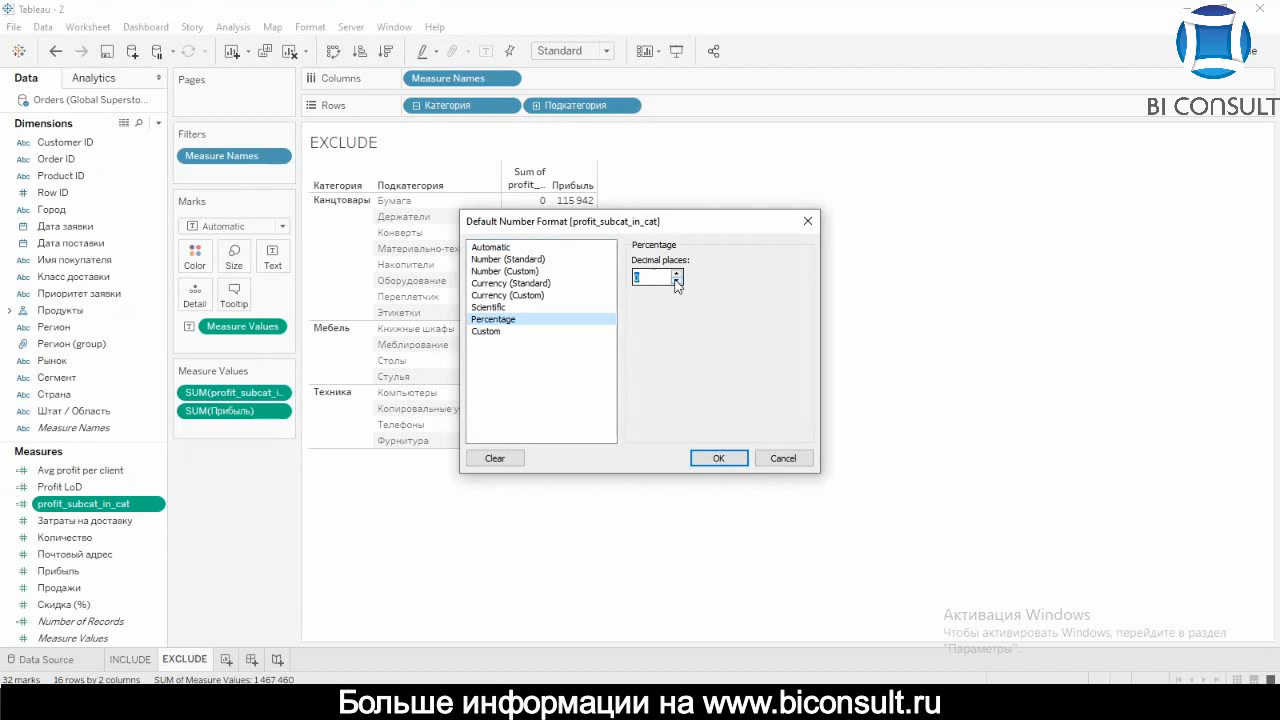 Tableau - 2
File Data Worksheet Dashboard Story Analysis Map Format Server Window Help
Standard
BI CONSULT
Data Analytics
Orders (Global Supersto...
Dimensions
Customer ID
Order ID
Product ID
Row ID
Город
Дата заявки
Дата поставки
Имя покупателя
Класс доставки
Приоритет заявки
Продукты
Регион
Регион (group)
Рынок
Сегмент
Страна
Штат / Область
Measure Names
Measures
Avg profit per client
Profit LoD
profit_subcat_in_cat
Затраты на доставку
Количество
Почтовый адрес
Прибыль
Продажи
Скидка (%)
Number of Records
Measure Values
Pages
Filters
Measure Names
Marks
Automatic
Color Size Text
Detail Tooltip
Measure Values
Measure Values
SUM(profit_subcat_i..
SUM(Прибыль)
Columns Measure Names
Rows Категория Подкатегория
EXCLUDE
Sum of
profit_.. Прибыль
Категория Подкатегория
Канцтовары Бумага 0 115 942
Держатели
Конверты
Материально-тех
Накопители
Оборудование
Переплетчик
Этикетки
Мебель Книжные шкафы
Меблирование
Столы
Стулья
Техника Компьютеры
Копировальные у
Телефоны
Фурнитура
Default Number Format [profit_subcat_in_cat]
Automatic
Number (Standard)
Number (Custom)
Currency (Standard)
Currency (Custom)
Scientific
Percentage
Custom
Percentage
Decimal places:
0
Clear OK Cancel
Активация Windows
Чтобы активировать Windows, перейдите в раздел
"Параметры".
Data Source INCLUDE EXCLUDE
32 marks 16 rows by 2 columns SUM of Measure Values: 1 467 460
Больше информации на www.biconsult.ru